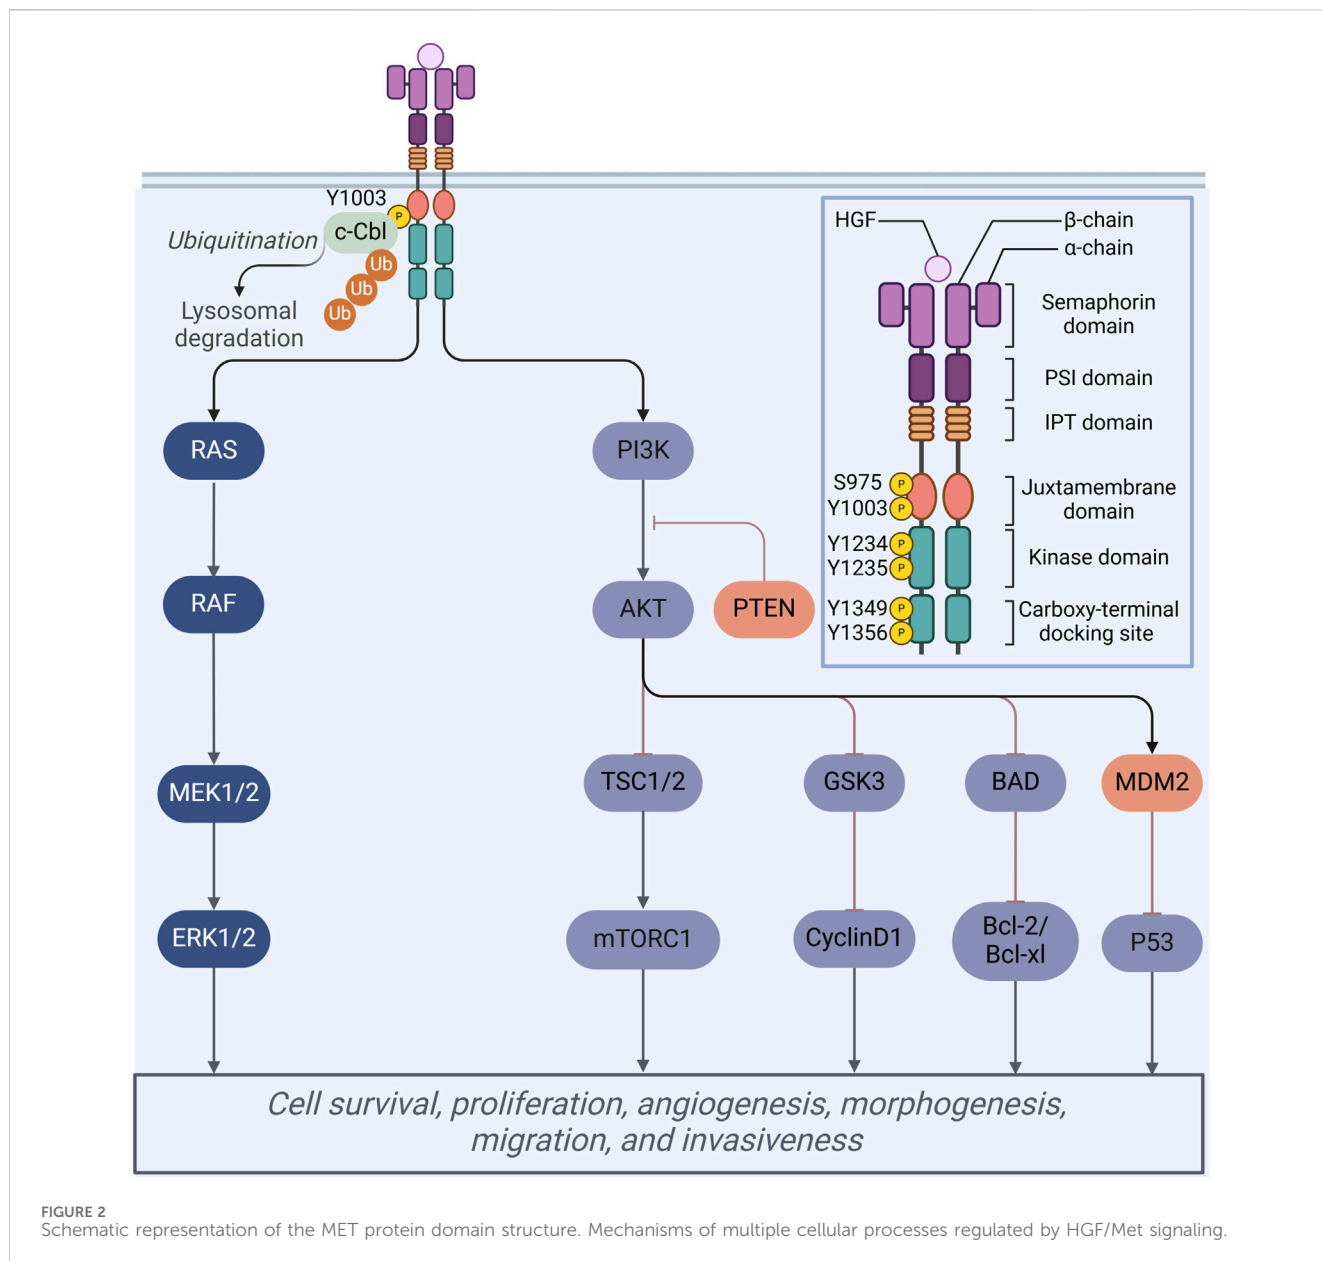 Y1003
P
c-Cbl
Ubiquitination
Ub
Ub
Ub
Lysosomal
degradation
HGF
β-chain
α-chain
Semaphorin
domain
PSI domain
IPT domain
S975
P
Y1003
P
Juxtamembrane
domain
Y1234
P
Y1235
P
Kinase domain
Y1349
P
Y1356
P
Carboxy-terminal
docking site
RAS
PI3K
RAF
AKT
PTEN
MEK1/2
TSC1/2
GSK3
BAD
MDM2
ERK1/2
mTORC1
CyclinD1
Bcl-2/
Bcl-xl
P53
Cell survival, proliferation, angiogenesis, morphogenesis,
migration, and invasiveness
FIGURE 2
Schematic representation of the MET protein domain structure. Mechanisms of multiple cellular processes regulated by HGF/Met signaling.